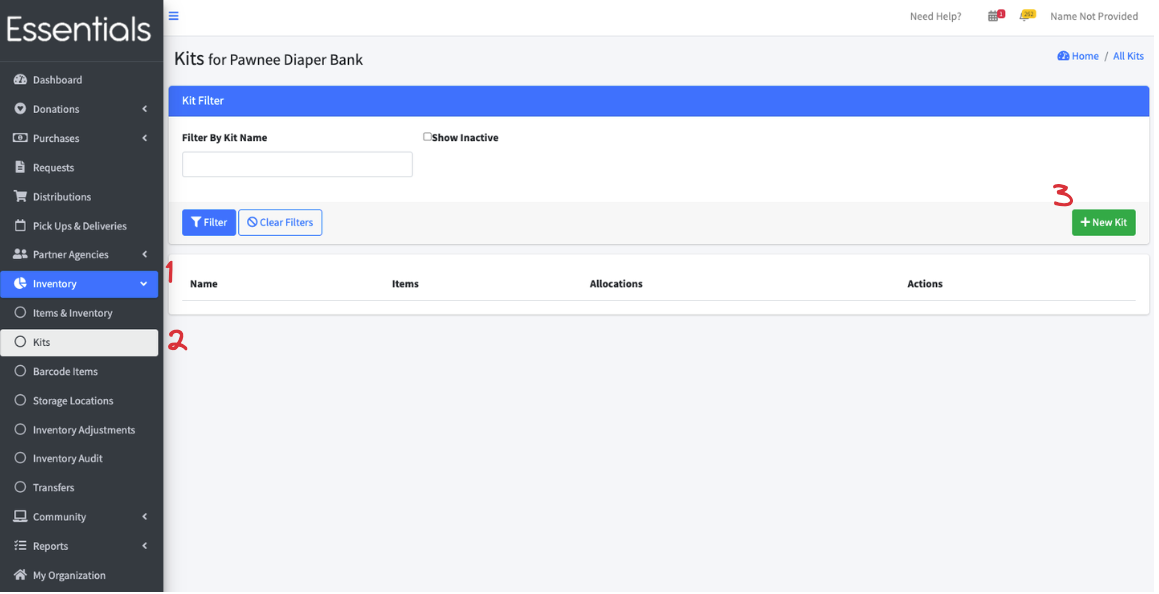 ESSENTIALS
Need Help?
1
262
Name Not Provided
Dashboard
Donations
Purchases
Requests
Distributions
Pick Ups & Deliveries
Partner Agencies
Inventory
Items & Inventory
Kits
Barcode Items
Storage Locations
Inventory Adjustments
Inventory Audit
Transfers
Community
Reports
My Organization
Kits for Pawnee Diaper Bank
Home / All Kits
Kit Filter
Filter By Kit Name
Show Inactive
3
Filter
Clear Filters
New Kit
1
Name Items Allocations Actions
2